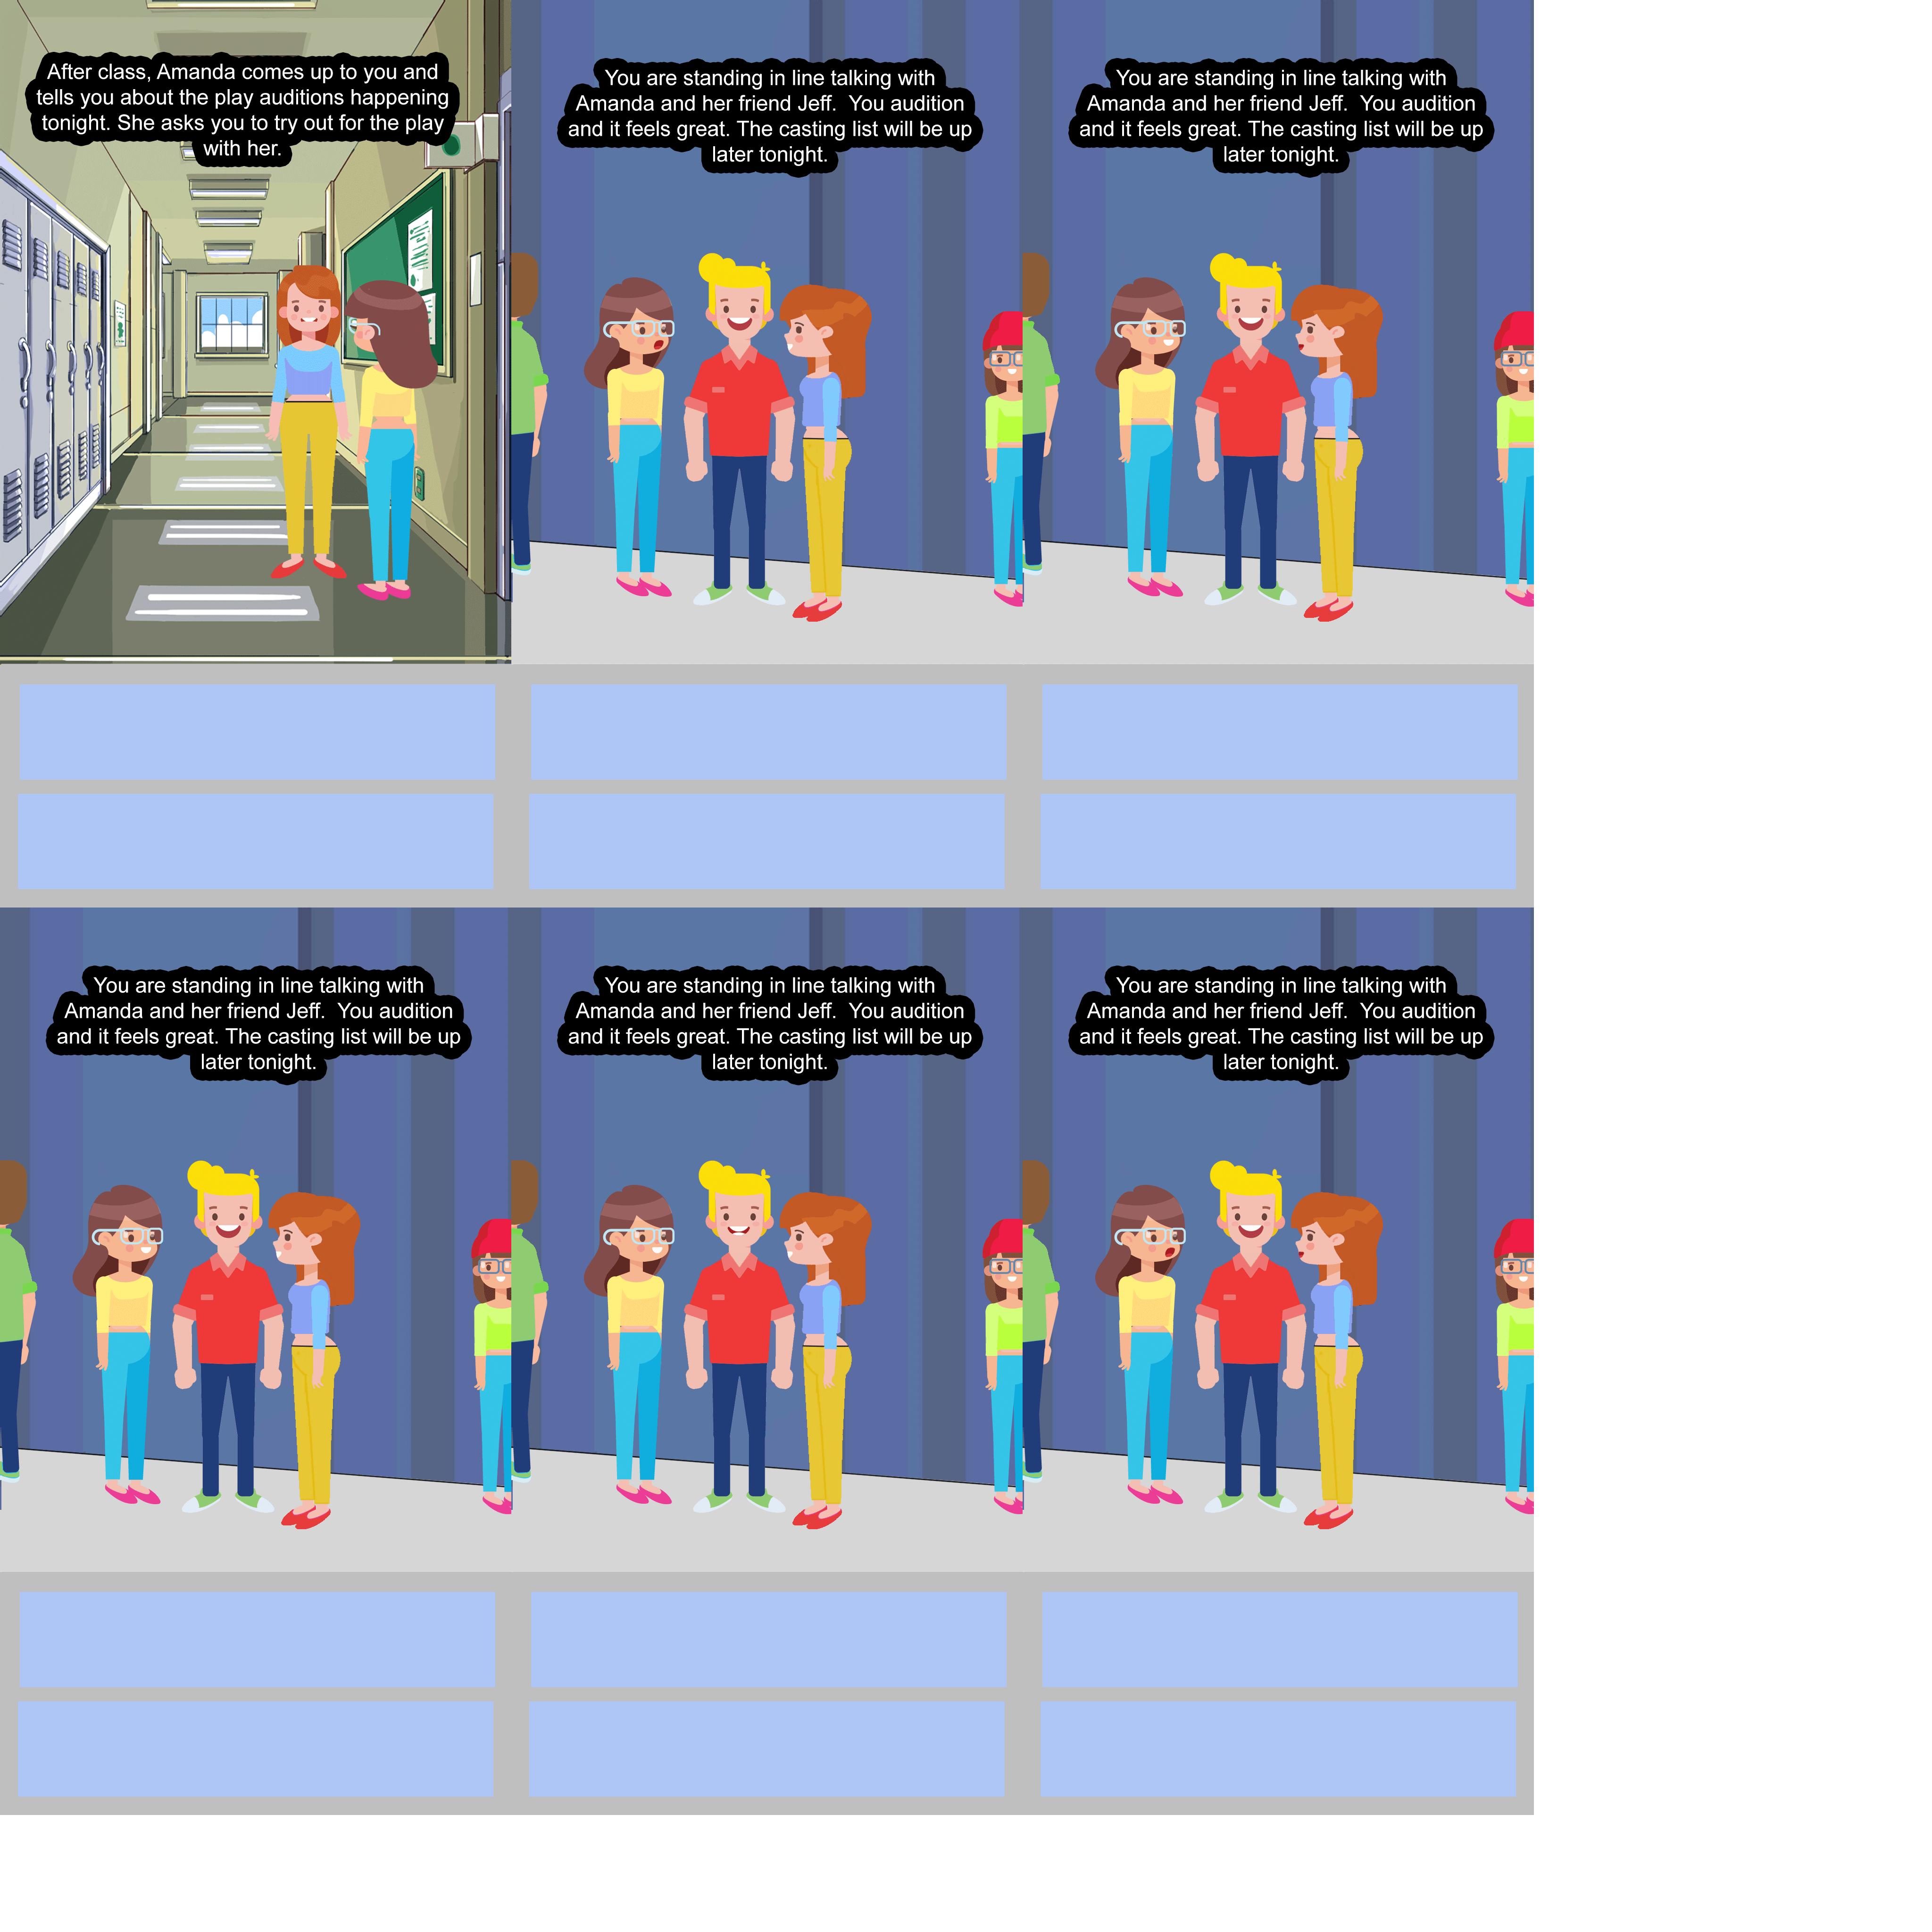 After class, Amanda comes up to you and
tells you about the play auditions happening
tonight. She asks you to try out for the play
with her.
You are standing in line talking with
Amanda and her friend Jeff.  You audition
and it feels great. The casting list will be up
later tonight.
You are standing in line talking with
Amanda and her friend Jeff.  You audition
and it feels great. The casting list will be up
later tonight.
You are standing in line talking with
Amanda and her friend Jeff.  You audition
and it feels great. The casting list will be up
later tonight.
You are standing in line talking with
Amanda and her friend Jeff.  You audition
and it feels great. The casting list will be up
later tonight.
You are standing in line talking with
Amanda and her friend Jeff.  You audition
and it feels great. The casting list will be up
later tonight.